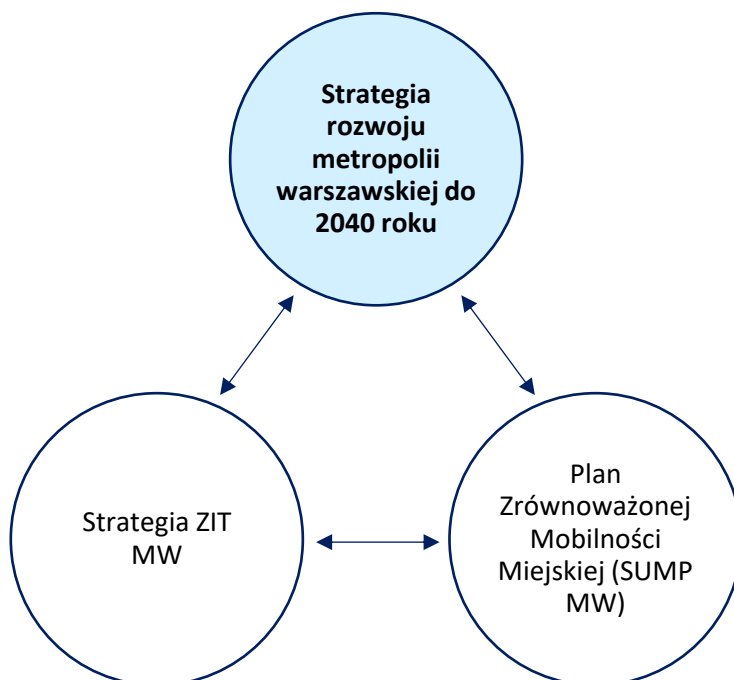 Strategia
rozwoju
metropolii
warszawskiej do
2040 roku
Strategia ZIT
MW
Plan
Zrównoważonej
Mobilności
Miejskiej (SUMP
MW)